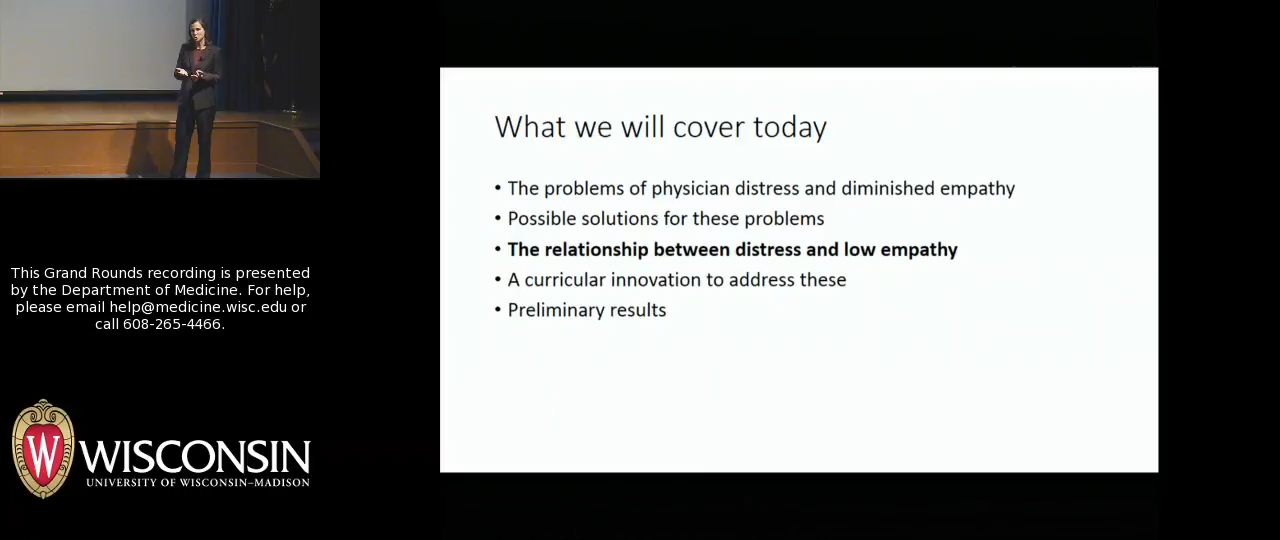 What we will cover today
• The problems of physician distress and diminished empathy
• Possible solutions for these problems
• The relationship between distress and low empathy
• A curricular innovation to address these
• Preliminary results
This Grand Rounds recording is presented
by the Department of Medicine. For help,
please email help@medicine.wisc.edu or
call 608-265-4466.
W
WISCONSIN
UNIVERSITY OF WISCONSIN–MADISON